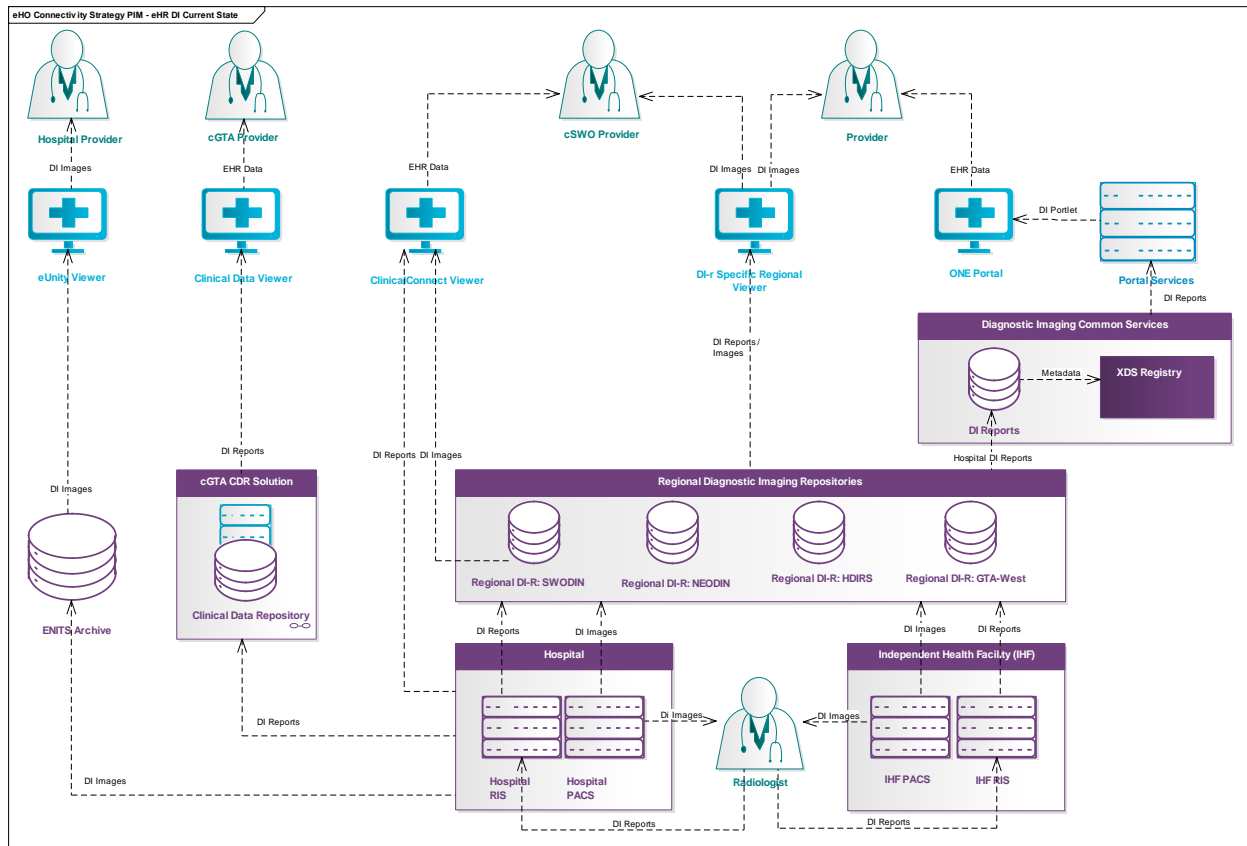 eHO Connectivity Strategy PIM - eHR DI Current State
Hospital Provider
cGTA Provider
cSWO Provider
Provider
DI Images
EHR Data
EHR Data
DI Images
DI Images
EHR Data
DI Portlet
eUnity Viewer
Clinical Data Viewer
ClinicalConnect Viewer
DI-r Specific Regional
Viewer
ONE Portal
Portal Services
DI Reports
Diagnostic Imaging Common Services
DI Reports /
Images
Metadata
XDS Registry
DI Reports
DI Reports
DI Reports
DI Images
Hospital DI Reports
DI Images
cGTA CDR Solution
Regional Diagnostic Imaging Repositories
Regional DI-R: SWODIN
Regional DI-R: NEODIN
Regional DI-R: HDIRS
Regional DI-R: GTA-West
Clinical Data Repository
ENITS Archive
DI Reports
DI Images
DI Images
DI Reports
Hospital
Independent Health Facility (IHF)
DI Reports
DI Images
DI Images
DI Images
Hospital
RIS
Hospital
PACS
Radiologist
IHF PACS
IHF RIS
DI Reports
DI Reports